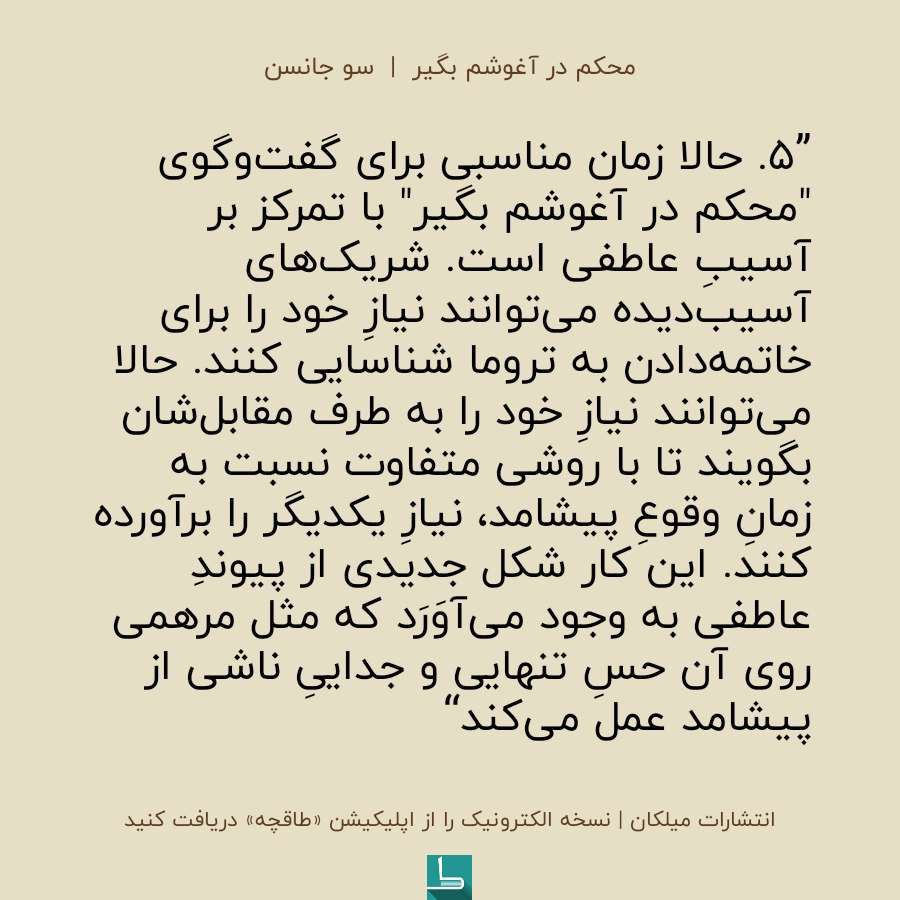 محکم در آغوشم بگیر | سو جانسن
”۵. حالا زمان مناسبی برای گفت‌وگوی
"محکم در آغوشم بگیر" با تمرکز بر
آسیبِ عاطفی است. شریک‌های
آسیب‌دیده می‌توانند نیازِ خود را برای
خاتمه‌دادن به تروما شناسایی کنند. حالا
می‌توانند نیازِ خود را به طرف مقابل‌شان
بگویند تا با روشی متفاوت نسبت به
زمانِ وقوعِ پیشامد، نیازِ یکدیگر را برآورده
کنند. این کار شکل جدیدی از پیوندِ
عاطفی به وجود می‌آوَرَد که مثل مرهمی
روی آن حسِ تنهایی و جداییِ ناشی از
پیشامد عمل می‌کند“
انتشارات میلکان | نسخه الکترونیک را از اپلیکیشن «طاقچه» دریافت کنید